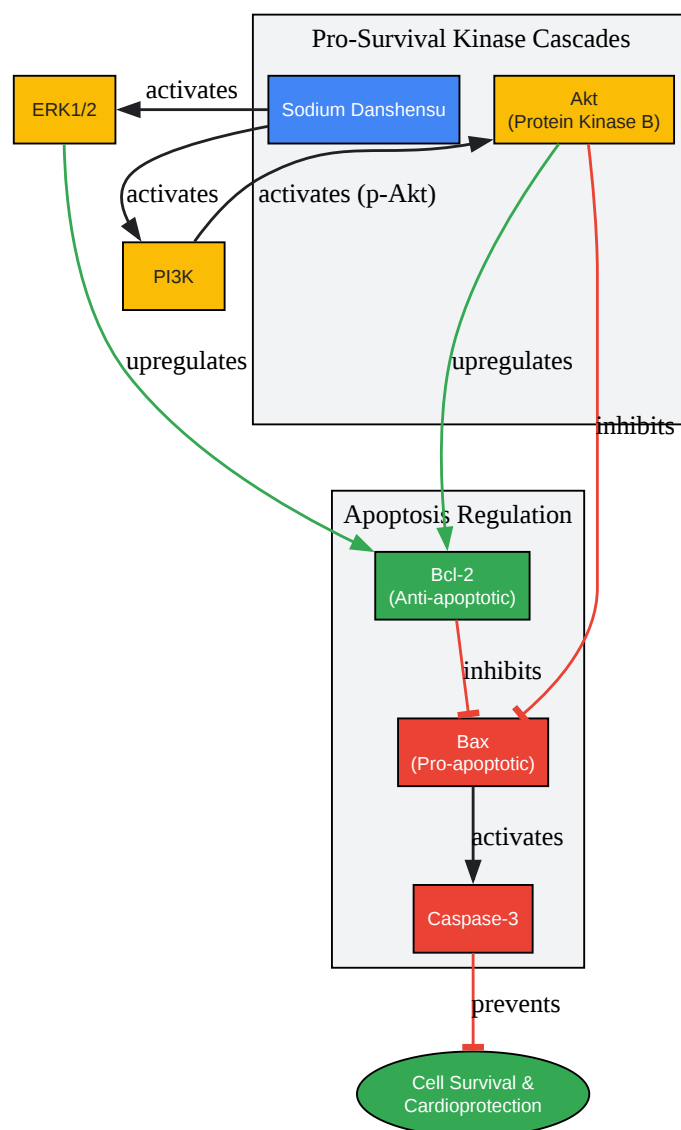 Pro-Survival Kinase Cascades
activates
ERK1/2
Sodium Danshensu
Akt
(Protein Kinase B)
activates
activates (p-Akt)
PI3K
upregulates
upregulates
inhibits
Apoptosis Regulation
Bcl-2
(Anti-apoptotic)
inhibits
Bax
(Pro-apoptotic)
activates
Caspase-3
prevents
Cell Survival &
Cardioprotection